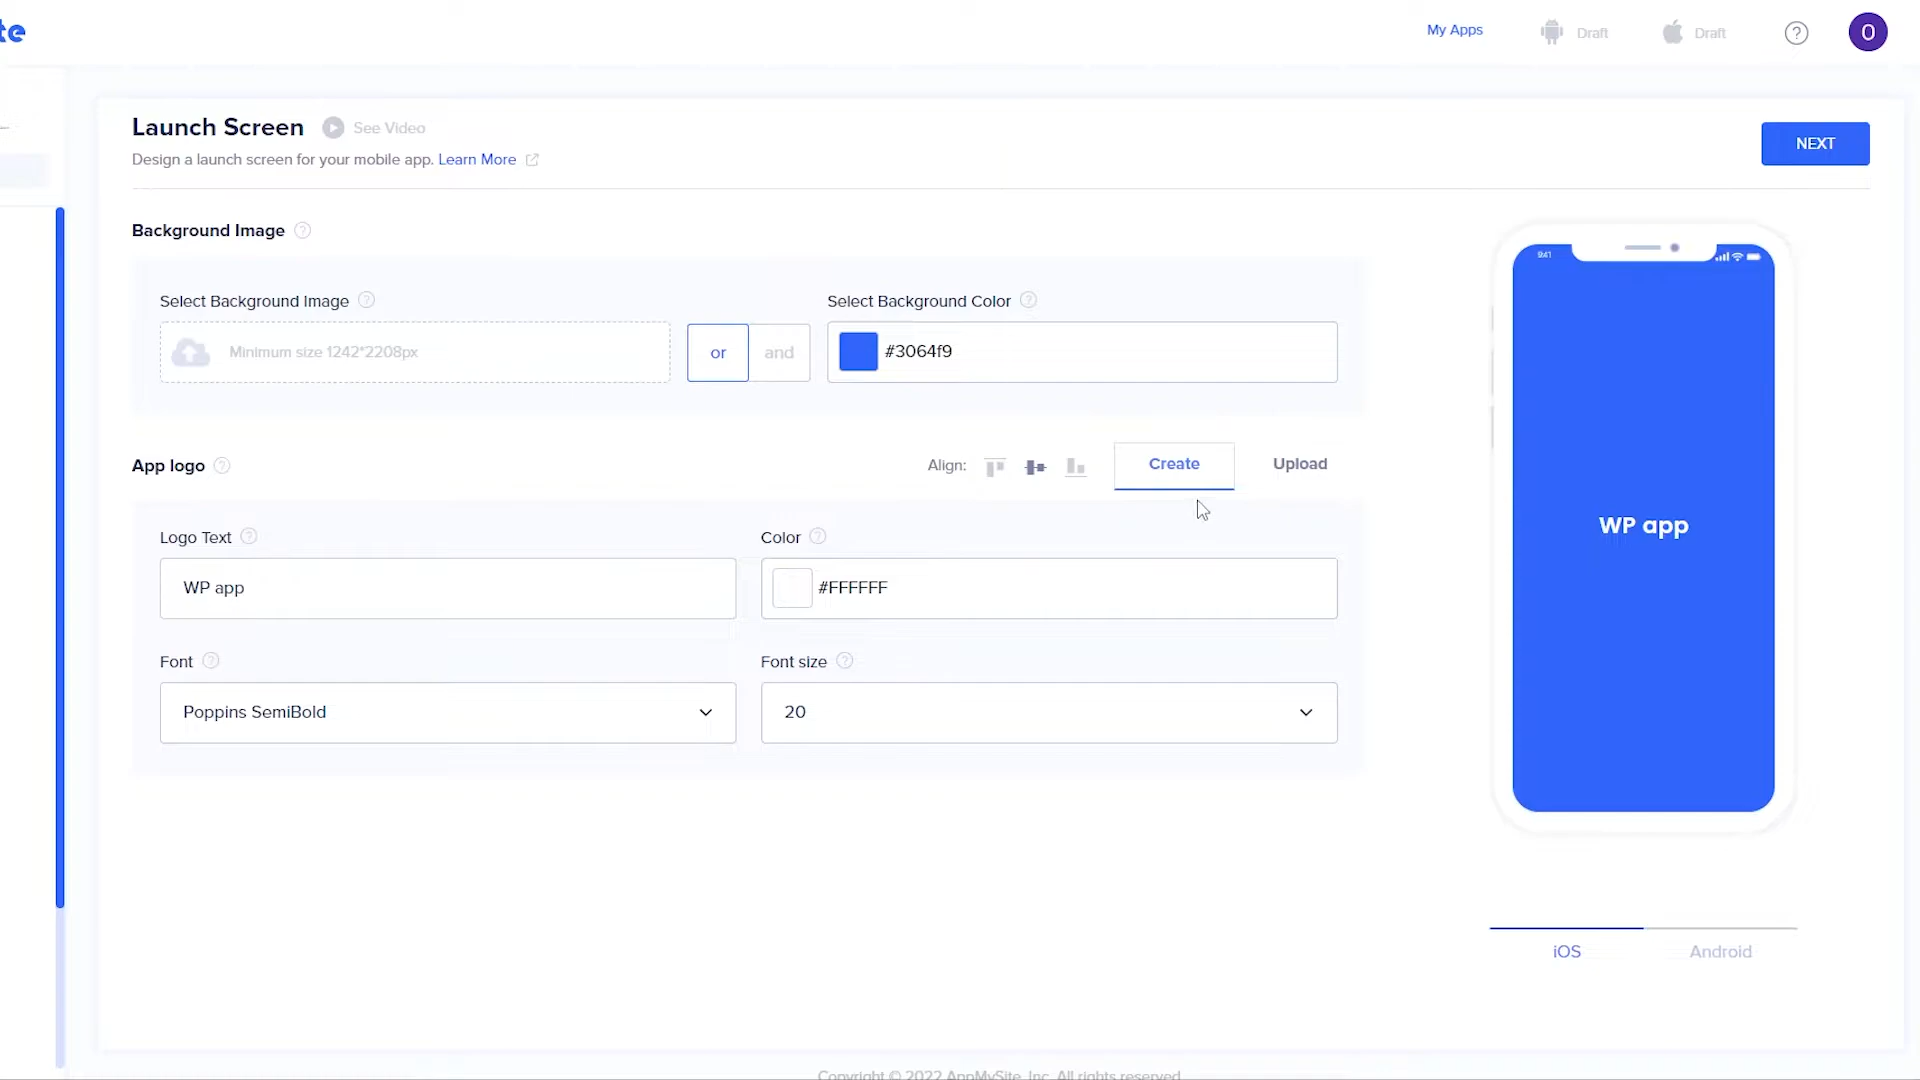 te
My Apps
Draft
Draft
?
O
Launch Screen
See Video
Design a launch screen for your mobile app. Learn More
NEXT
Background Image ?
Select Background Image ?
Select Background Color ?
Minimum size 1242*2208px
or
and
#3064f9
App logo ?
Align:
Create
Upload
Logo Text ?
Color ?
WP app
#FFFFFF
Font ?
Font size ?
Poppins SemiBold
20
9:41
WP app
iOS
Android
Copyright © 2022 AppMySite, Inc. All rights reserved